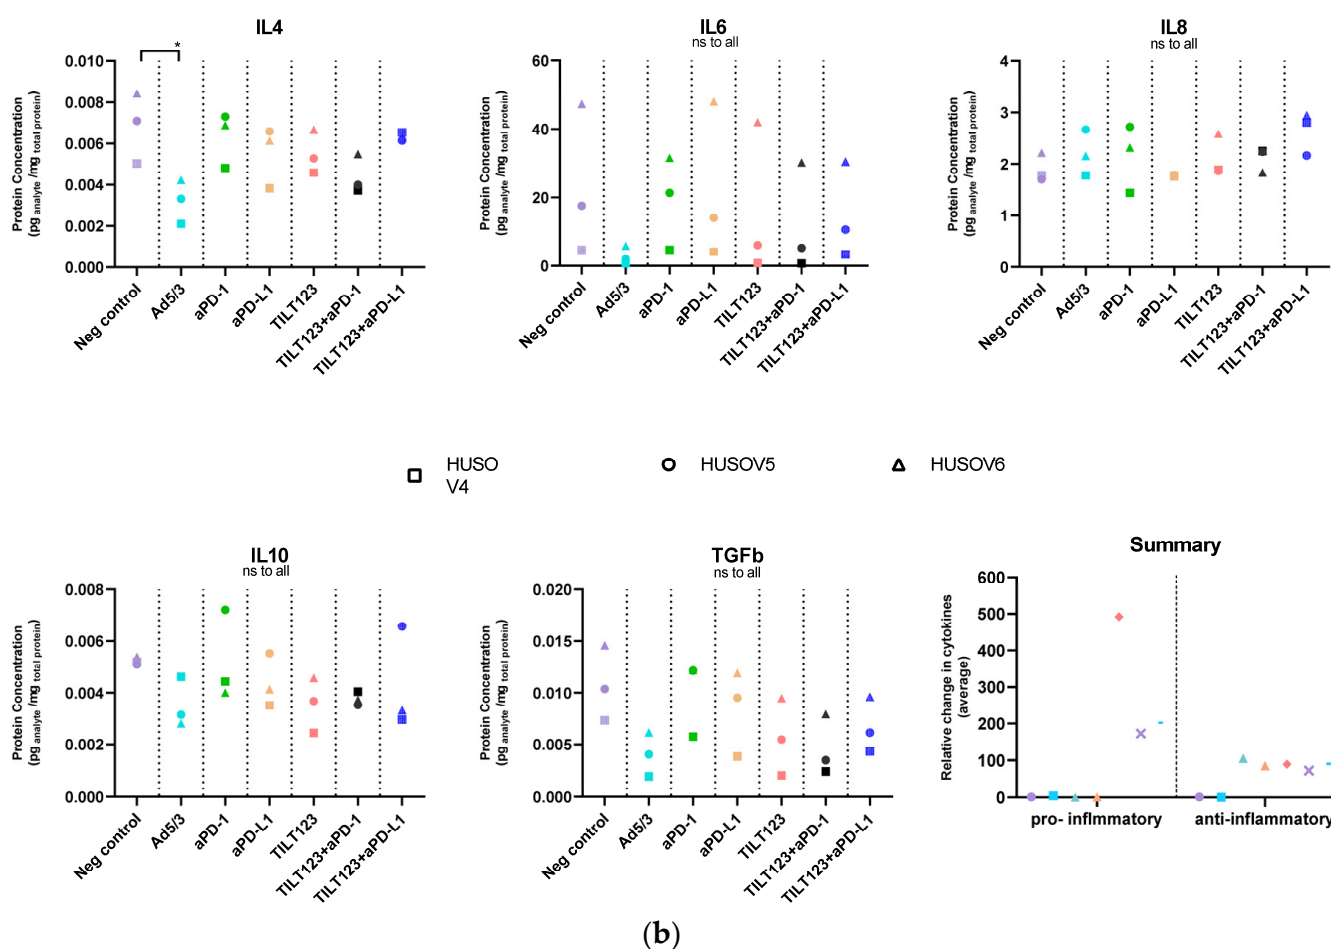 IL4
*
0.010
0.008
0.006
0.004
0.002
0.000
Protein Concentration
(pg analyte /mg total protein)
Neg control
Ad5/3
aPD-1
aPD-L1
TILT123
TILT123+aPD-1
TILT123+aPD-L1
IL6
ns to all
60
40
20
0
Protein Concentration
(pg analyte /mg total protein)
Neg control
Ad5/3
aPD-1
aPD-L1
TILT123
TILT123+aPD-1
TILT123+aPD-L1
IL8
ns to all
4
3
2
1
0
Protein Concentration
(pg analyte /mg total protein)
Neg control
Ad5/3
aPD-1
aPD-L1
TILT123
TILT123+aPD-1
TILT123+aPD-L1
HUSO
V4
HUSOV5
HUSOV6
IL10
ns to all
0.008
0.006
0.004
0.002
0.000
Protein Concentration
(pg analyte /mg total protein)
Neg control
Ad5/3
aPD-1
aPD-L1
TILT123
TILT123+aPD-1
TILT123+aPD-L1
TGFb
ns to all
0.020
0.015
0.010
0.005
0.000
Protein Concentration
(pg analyte /mg total protein)
Neg control
Ad5/3
aPD-1
aPD-L1
TILT123
TILT123+aPD-1
TILT123+aPD-L1
Summary
600
500
400
300
200
100
0
Relative change in cytokines
(average)
pro- inflmmatory
anti-inflammatory
(b)